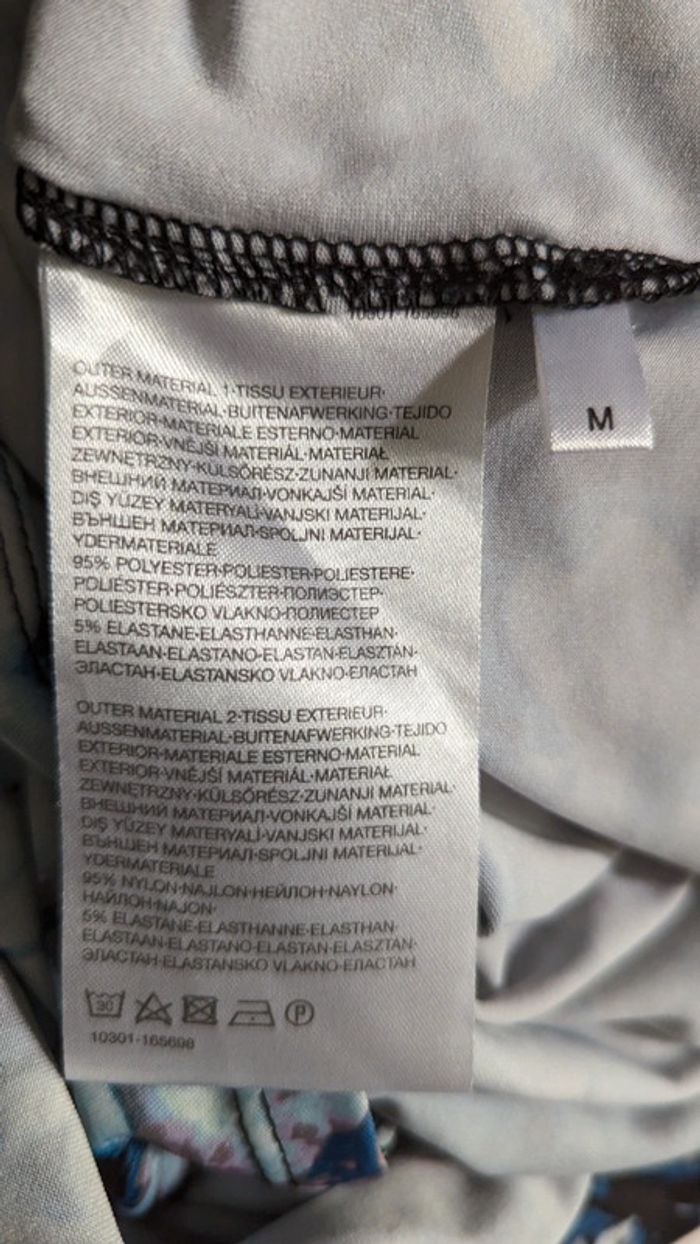 10301-165698
M
OUTER MATERIAL 1·TISSU EXTERIEUR·
AUSSENMATERIAL·BUITENAFWERKING·TEJIDO
EXTERIOR·MATERIALE ESTERNO·MATERIAL
EXTERIOR·VNĚJŠÍ MATERIÁL·MATERIAŁ
ZEWNĘTRZNY·KÜLSŐRÉSZ·ZUNANJI MATERIAL·
ВНЕШНИЙ МАТЕРИАЛ·VONKAJŠÍ MATERIAL·
DIŞ YÜZEY MATERYALİ·VANJSKI MATERIJAL·
ВЪНШЕН МАТЕРИАЛ·SPOLJNI MATERIJAL·
YDERMATERIALE
95% POLYESTER·POLIESTER·POLIESTERE·
POLIÉSTER·POLIÉSZTER·ПОЛИЭСТЕР·
POLIESTERSKO VLAKNO·ПОЛИЕСТЕР
5% ELASTANE·ELASTHANNE·ELASTHAN·
ELASTAAN·ELASTANO·ELASTAN·ELASZTÁN·
ЭЛАСТАН·ELASTANSKO VLAKNO·ЕЛАСТАН
OUTER MATERIAL 2·TISSU EXTERIEUR·
AUSSENMATERIAL·BUITENAFWERKING·TEJIDO
EXTERIOR·MATERIALE ESTERNO·MATERIAL
EXTERIOR·VNĚJŠÍ MATERIÁL·MATERIAŁ
ZEWNĘTRZNY·KÜLSŐRÉSZ·ZUNANJI MATERIAL·
ВНЕШНИЙ МАТЕРИАЛ·VONKAJŠÍ MATERIAL·
DIŞ YÜZEY MATERYALİ·VANJSKI MATERIJAL·
ВЪНШЕН МАТЕРИАЛ·SPOLJNI MATERIJAL·
YDERMATERIALE
95% NYLON·NAJLON·НЕЙЛОН·NAYLON·
НАЙЛОН·NAJON·
5% ELASTANE·ELASTHANNE·ELASTHAN·
ELASTAAN·ELASTANO·ELASTAN·ELASZTAN·
ЭЛАСТАН·ELASTANSKO VLAKNO·ЕЛАСТАН
30 P
10301-165698